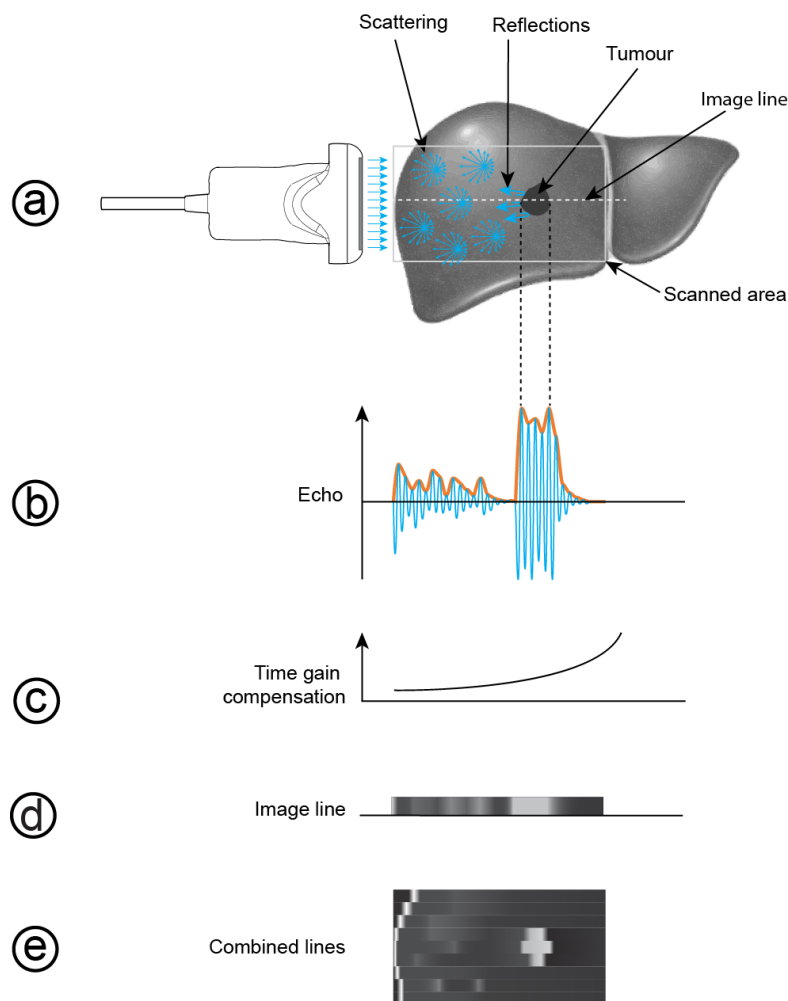 Scattering
Reflections
Tumour
Image line
a
Scanned area
b
Echo
c
Time gain
compensation
d
Image line
e
Combined lines